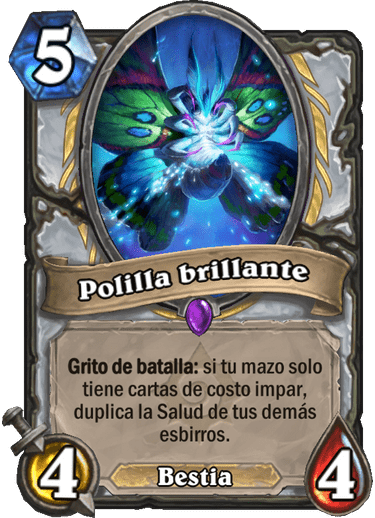 5
Polilla brillante
Grito de batalla: si tu mazo solo
tiene cartas de costo impar,
duplica la Salud de tus demás
esbirros.
4
Bestia
4